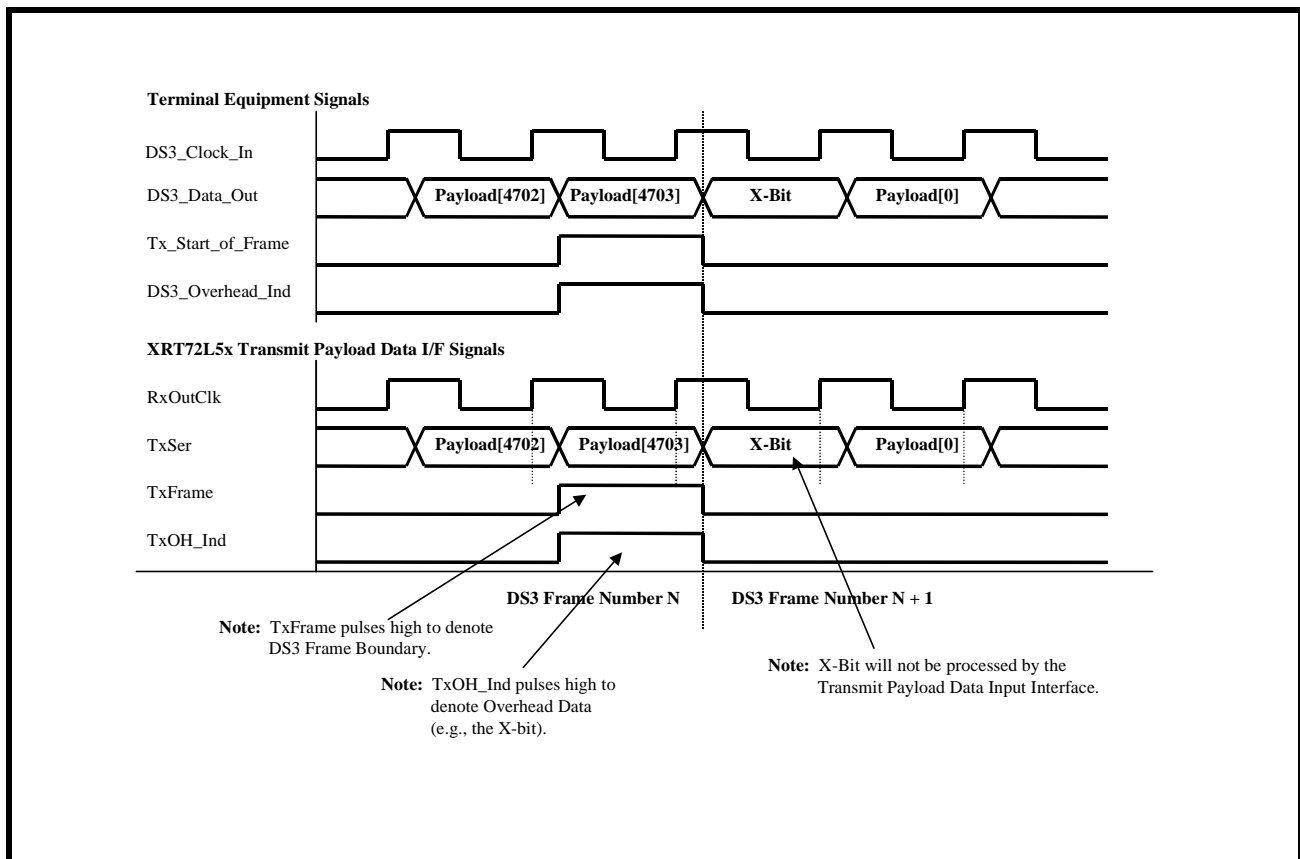 Terminal Equipment Signals
DS3_Clock_In
DS3_Data_Out Payload[4702] Payload[4703] X-Bit Payload[0]
Tx_Start_of_Frame
DS3_Overhead_Ind
XRT72L5x Transmit Payload Data I/F Signals
RxOutClk
TxSer Payload[4702] Payload[4703] X-Bit Payload[0]
TxFrame
TxOH_Ind
DS3 Frame Number N DS3 Frame Number N + 1
Note: TxFrame pulses high to denote
DS3 Frame Boundary.
Note: TxOH_Ind pulses high to
denote Overhead Data
(e.g., the X-bit).
Note: X-Bit will not be processed by the
Transmit Payload Data Input Interface.